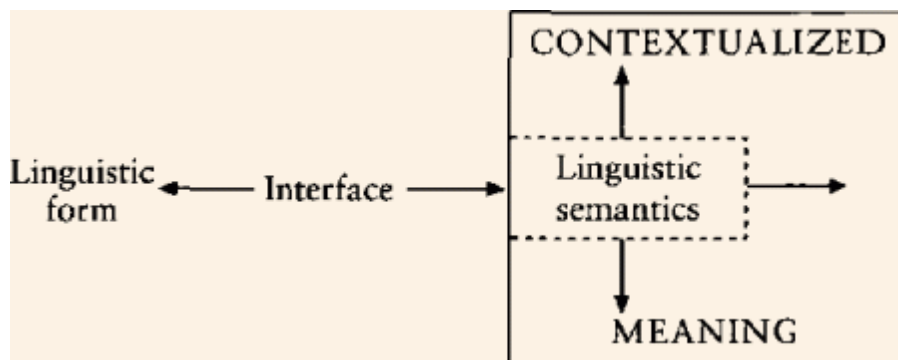 CONTEXTUALIZED
Linguistic
form
Interface
Linguistic
semantics
MEANING